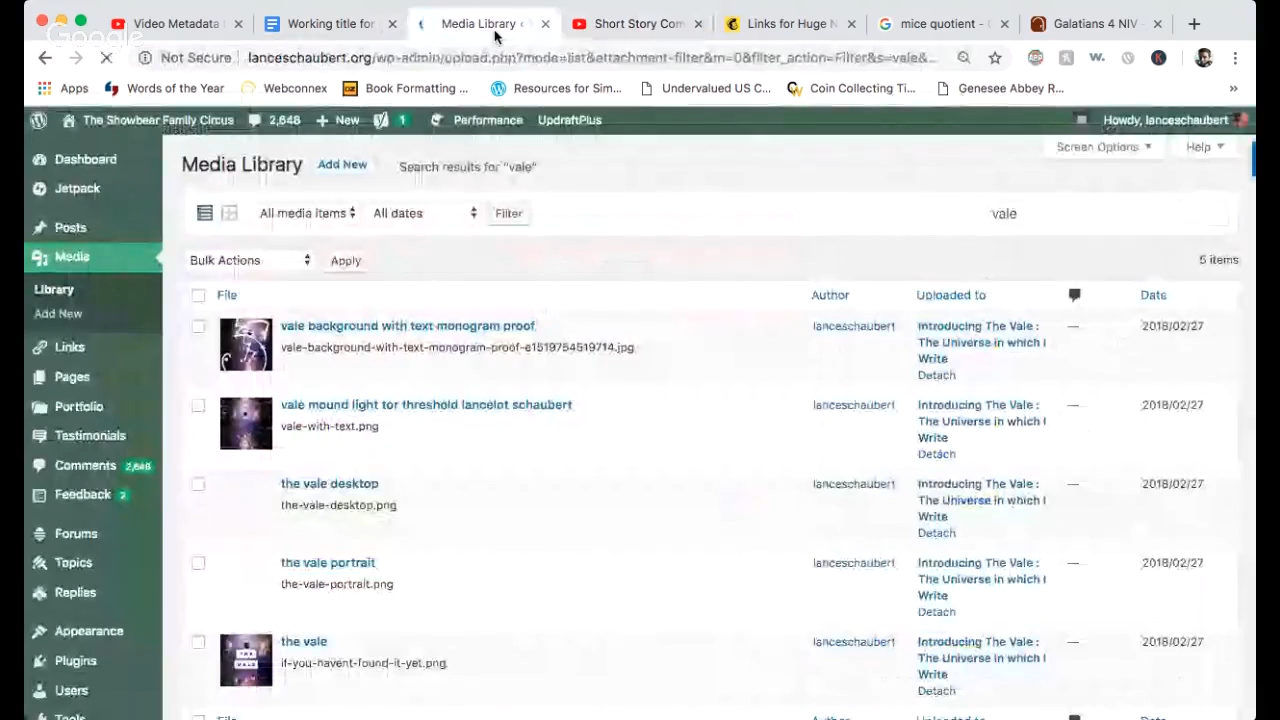 Video Metadata
Working title for
Media Library
Short Story Com
Links for Huge N
mice quotient - G
Galatians 4 NIV
Google
Not Secure
lanceschaubert.org/wp-admin/upload.php?mode=list&attachment-filter&m=0&filter_action=Filter&s=vale&...
Apps
Words of the Year
Webconnex
Book Formatting ...
Resources for Sim...
Undervalued US C...
Coin Collecting Ti...
Genesee Abbey R...
The Showbear Family Circus
2,648
New
1
Performance
UpdraftPlus
Howdy, lanceschaubert
Dashboard
Jetpack
Posts
Media
Library
Add New
Links
Pages
Portfolio
Testimonials
Comments 2,648
Feedback 2
Forums
Topics
Replies
Appearance
Plugins
Users
Tools
Screen Options
Help
Media Library
Add New
Search results for "vale"
All media items
All dates
Filter
vale
Bulk Actions
Apply
5 items
File
Author
Uploaded to
Date
vale background with text monogram proof
vale-background-with-text-monogram-proof-e1519754519714.jpg
lanceschaubert
Introducing The Vale :
The Universe in which I
Write
Detach
2018/02/27
vale mound light tor threshold lancelot schaubert
vale-with-text.png
lanceschaubert
Introducing The Vale :
The Universe in which I
Write
Detach
2018/02/27
the vale desktop
the-vale-desktop.png
lanceschaubert
Introducing The Vale :
The Universe in which I
Write
Detach
2018/02/27
the vale portrait
the-vale-portrait.png
lanceschaubert
Introducing The Vale :
The Universe in which I
Write
Detach
2018/02/27
THE
VALE
the vale
if-you-havent-found-it-yet.png
lanceschaubert
Introducing The Vale :
The Universe in which I
Write
Detach
2018/02/27
File
Author
Uploaded to
Date